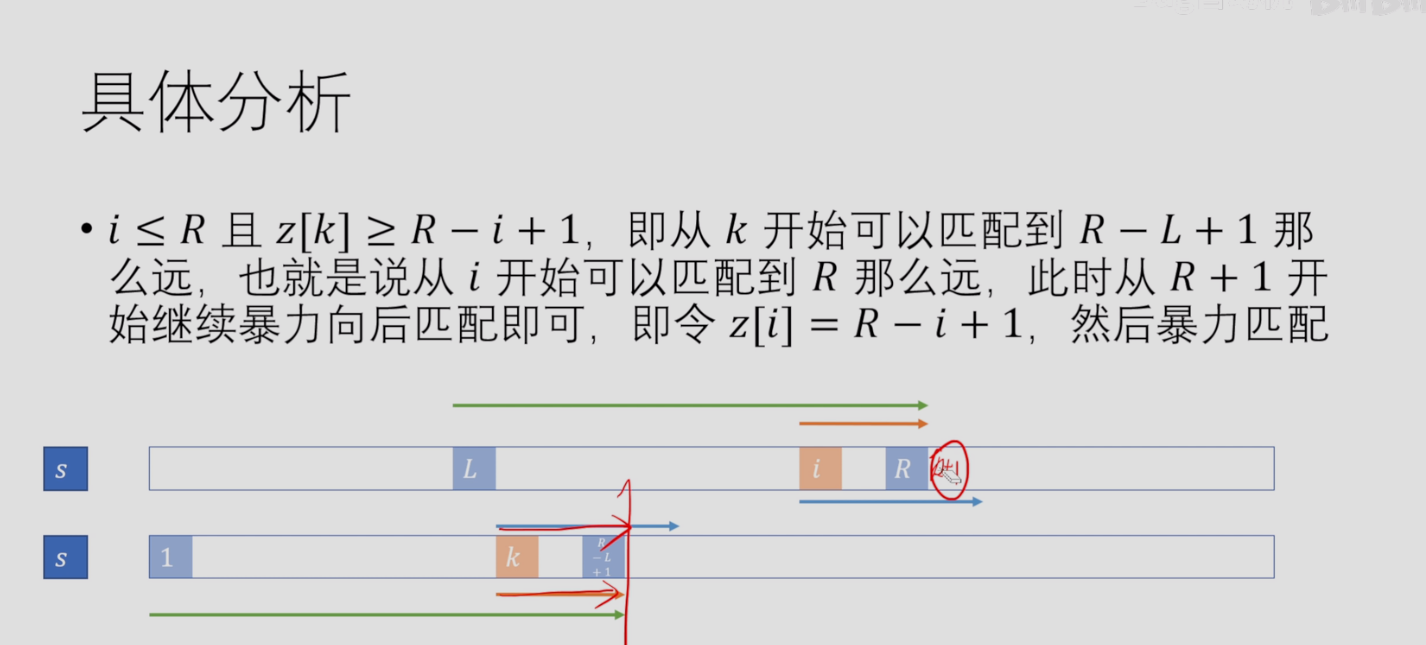 具体分析
• i ≤ R 且 z[k] ≥ R − i + 1，即从 k 开始可以匹配到 R − L + 1 那
么远，也就是说从 i 开始可以匹配到 R 那么远，此时从 R + 1 开
始继续暴力向后匹配即可，即令 z[i] = R − i + 1，然后暴力匹配
s L i R
s 1 k R
− L
+ 1